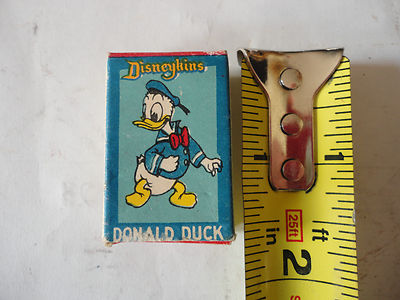 Disneykins
DONALD DUCK
1 1
25ft
in ft
2